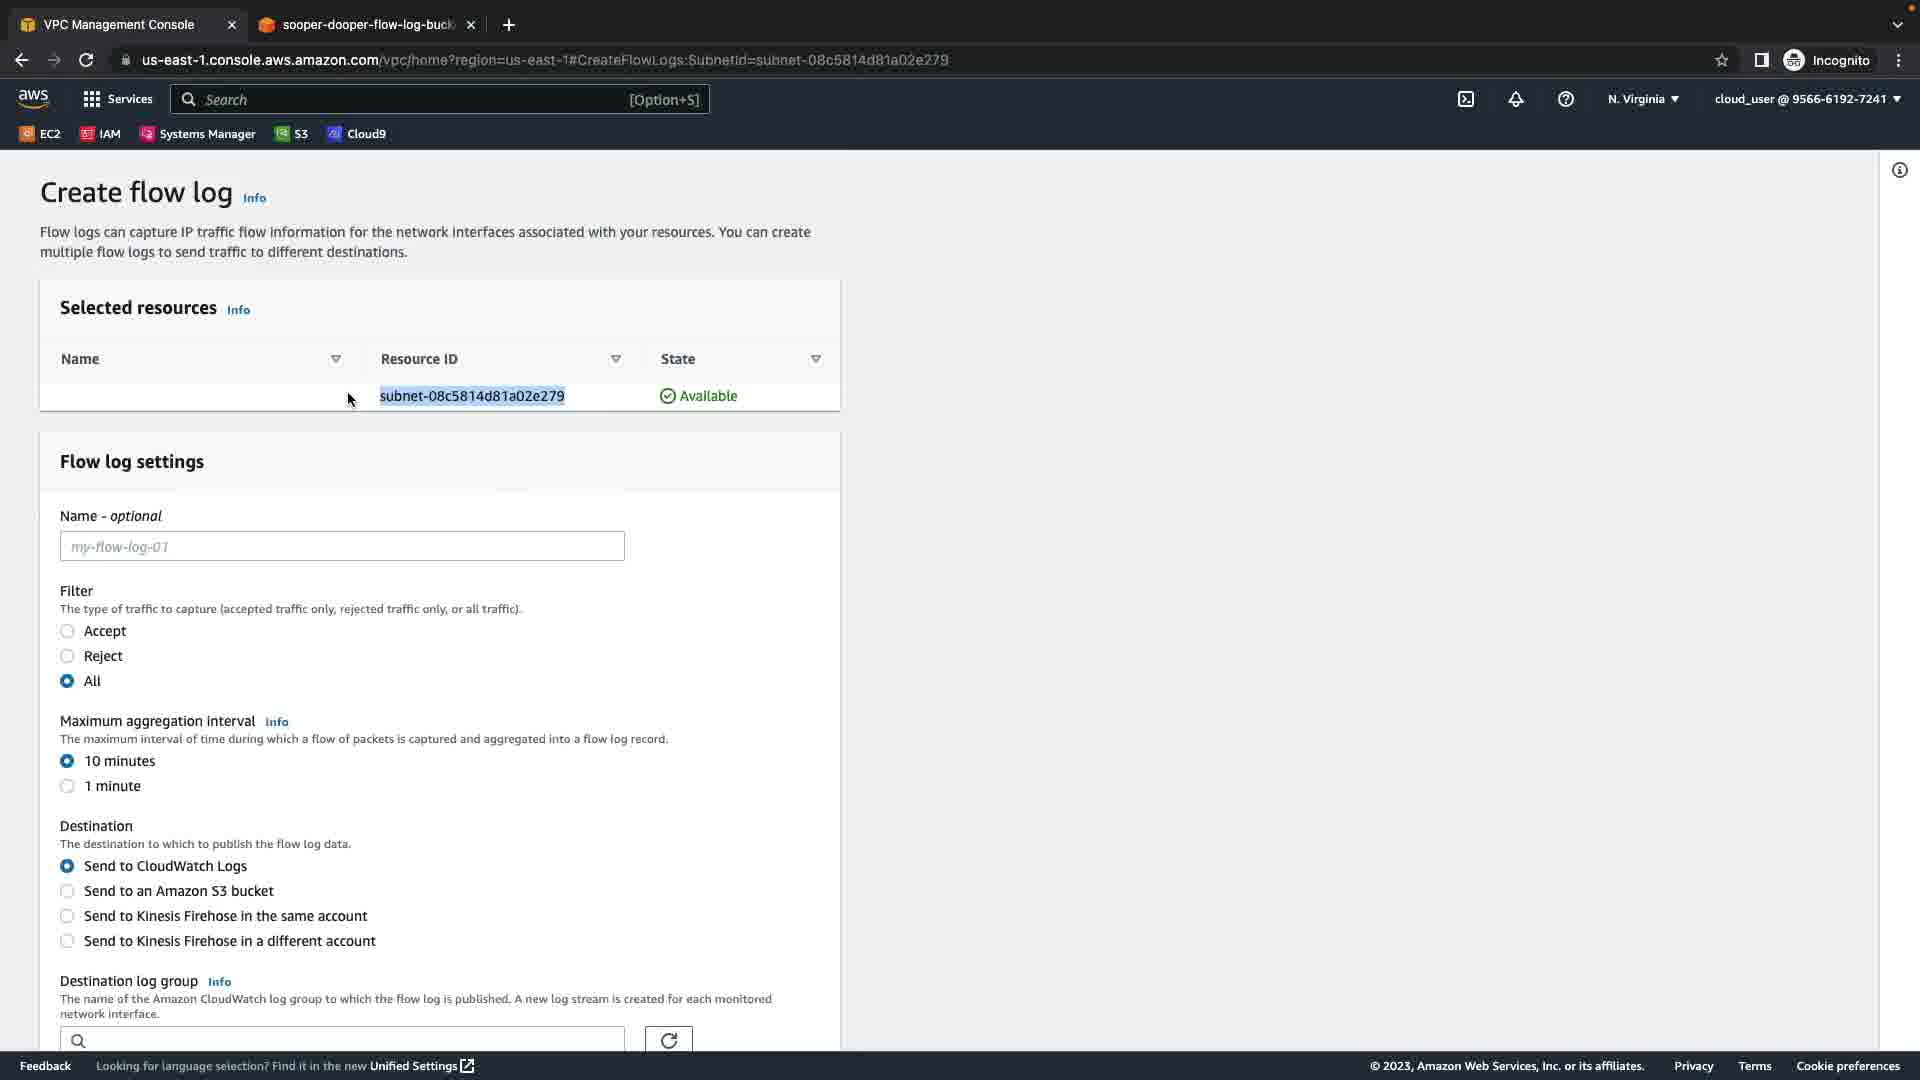 VPC Management Console
sooper-dooper-flow-log-buck
us-east-1.console.aws.amazon.com/vpc/home?region=us-east-1#CreateFlowLogs:SubnetId=subnet-08c5814d81a02e279
Incognito
aws
Services
Search
[Option+S]
N. Virginia
cloud_user @ 9566-6192-7241
EC2
IAM
Systems Manager
S3
Cloud9
Create flow log Info
Flow logs can capture IP traffic flow information for the network interfaces associated with your resources. You can create
multiple flow logs to send traffic to different destinations.
Selected resources Info
Name
Resource ID
State
subnet-08c5814d81a02e279
Available
Flow log settings
Name - optional
my-flow-log-01
Filter
The type of traffic to capture (accepted traffic only, rejected traffic only, or all traffic).
Accept
Reject
All
Maximum aggregation interval Info
The maximum interval of time during which a flow of packets is captured and aggregated into a flow log record.
10 minutes
1 minute
Destination
The destination to which to publish the flow log data.
Send to CloudWatch Logs
Send to an Amazon S3 bucket
Send to Kinesis Firehose in the same account
Send to Kinesis Firehose in a different account
Destination log group Info
The name of the Amazon CloudWatch log group to which the flow log is published. A new log stream is created for each monitored
network interface.
Feedback
Looking for language selection? Find it in the new Unified Settings
© 2023, Amazon Web Services, Inc. or its affiliates.
Privacy
Terms
Cookie preferences